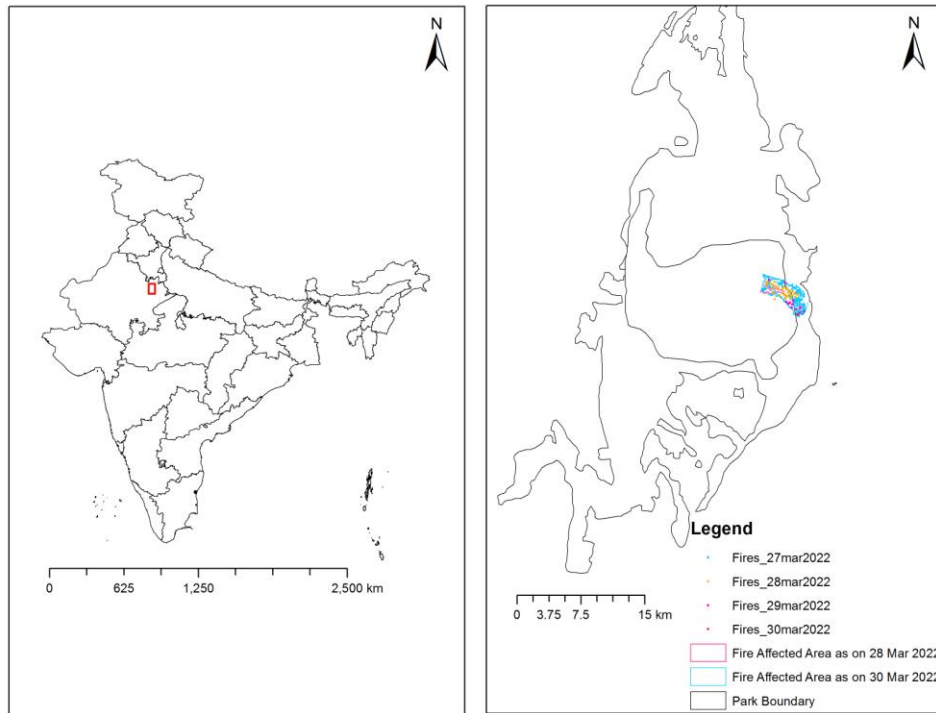 N
0 625 1,250 2,500 km
N
Legend
Fires_27mar2022
Fires_28mar2022
Fires_29mar2022
Fires_30mar2022
Fire Affected Area as on 28 Mar 2022
Fire Affected Area as on 30 Mar 2022
Park Boundary
0 3.75 7.5 15 km